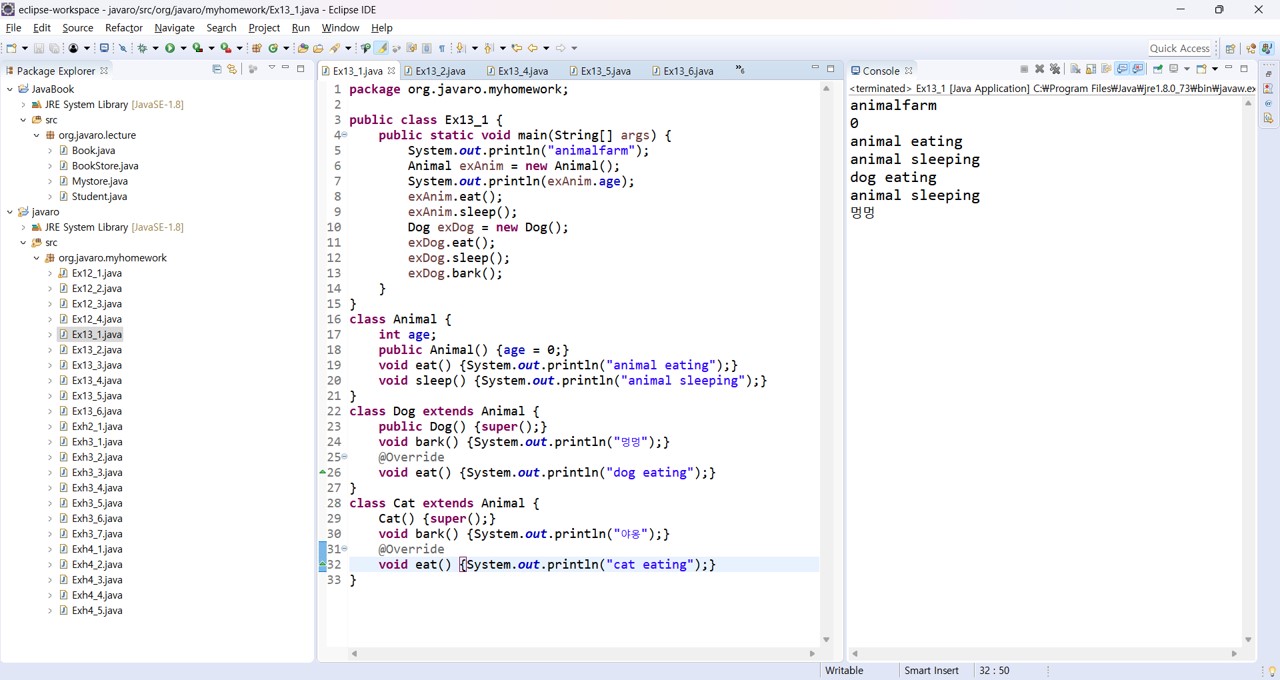 eclipse-workspace - javaro/src/org/javaro/myhomework/Ex13_1.java - Eclipse IDE
File Edit Source Refactor Navigate Search Project Run Window Help
Quick Access
Package Explorer
JavaBook
JRE System Library [JavaSE-1.8]
src
org.javaro.lecture
Book.java
BookStore.java
Mystore.java
Student.java
javaro
JRE System Library [JavaSE-1.8]
src
org.javaro.myhomework
Ex12_1.java
Ex12_2.java
Ex12_3.java
Ex12_4.java
Ex13_1.java
Ex13_2.java
Ex13_3.java
Ex13_4.java
Ex13_5.java
Ex13_6.java
Exh2_1.java
Exh3_1.java
Exh3_2.java
Exh3_3.java
Exh3_4.java
Exh3_5.java
Exh3_6.java
Exh3_7.java
Exh4_1.java
Exh4_2.java
Exh4_3.java
Exh4_4.java
Exh4_5.java
Ex13_1.java Ex13_2.java Ex13_4.java Ex13_5.java Ex13_6.java »6
1 package org.javaro.myhomework;
2
3 public class Ex13_1 {
4 public static void main(String[] args) {
5 System.out.println("animalfarm");
6 Animal exAnim = new Animal();
7 System.out.println(exAnim.age);
8 exAnim.eat();
9 exAnim.sleep();
10 Dog exDog = new Dog();
11 exDog.eat();
12 exDog.sleep();
13 exDog.bark();
14 }
15 }
16 class Animal {
17 int age;
18 public Animal() {age = 0;}
19 void eat() {System.out.println("animal eating");}
20 void sleep() {System.out.println("animal sleeping");}
21 }
22 class Dog extends Animal {
23 public Dog() {super();}
24 void bark() {System.out.println("멍멍");}
25 @Override
26 void eat() {System.out.println("dog eating");}
27 }
28 class Cat extends Animal {
29 Cat() {super();}
30 void bark() {System.out.println("야옹");}
31 @Override
32 void eat() {System.out.println("cat eating");}
33 }
Console
<terminated> Ex13_1 [Java Application] C:₩Program Files₩Java₩jre1.8.0_73₩bin₩javaw.ex
animalfarm
0
animal eating
animal sleeping
dog eating
animal sleeping
멍멍
Writable Smart Insert 32 : 50